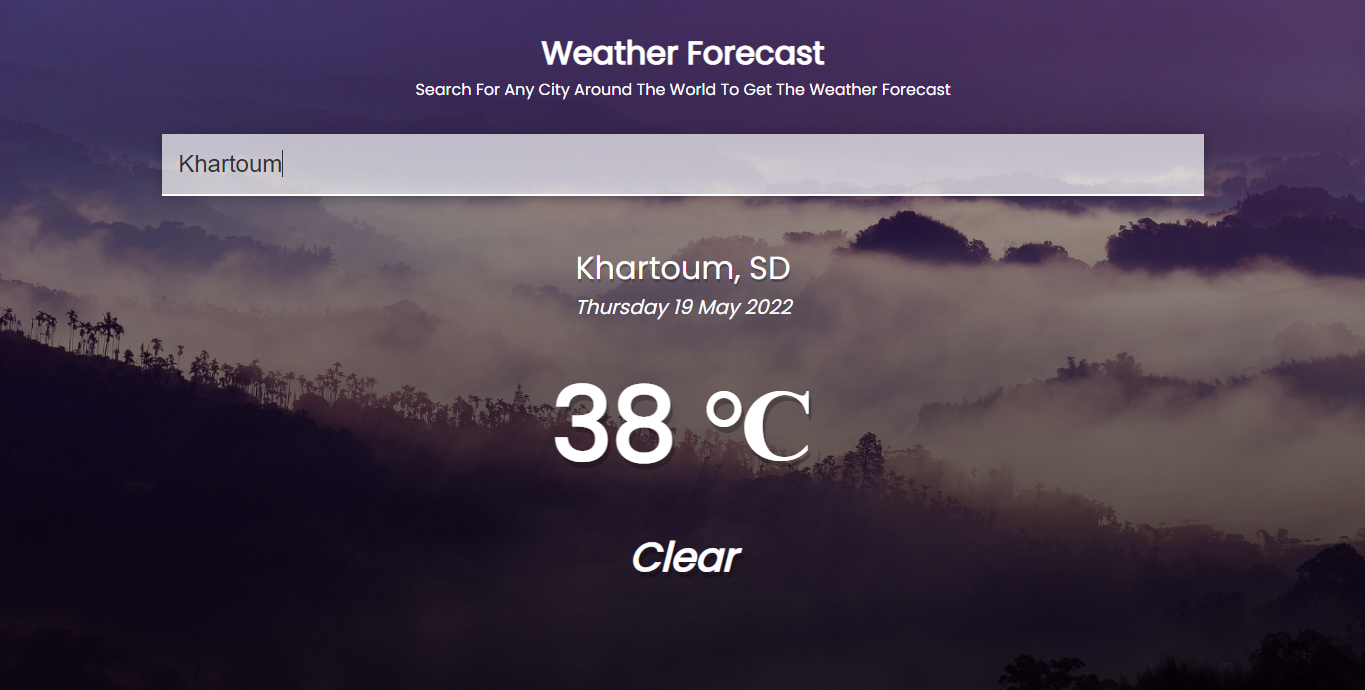 Weather Forecast
Search For Any City Around The World To Get The Weather Forecast
Khartoum
Khartoum, SD
Thursday 19 May 2022
38 °C
Clear